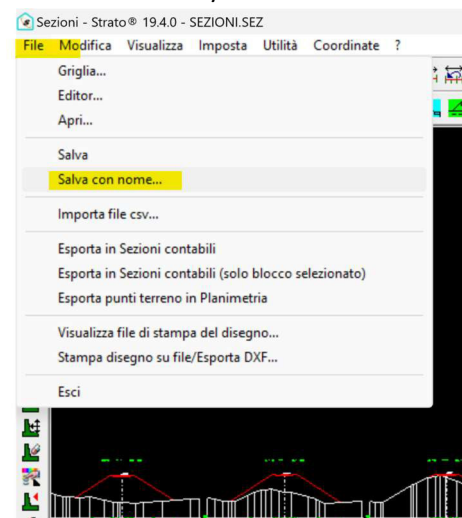 Sezioni - Strato® 19.4.0 - SEZIONI.SEZ
File Modifica Visualizza Imposta Utilità Coordinate ?
Griglia...
Editor...
Apri...
Salva
Salva con nome...
Importa file csv...
Esporta in Sezioni contabili
Esporta in Sezioni contabili (solo blocco selezionato)
Esporta punti terreno in Planimetria
Visualizza file di stampa del disegno...
Stampa disegno su file/Esporta DXF...
Esci